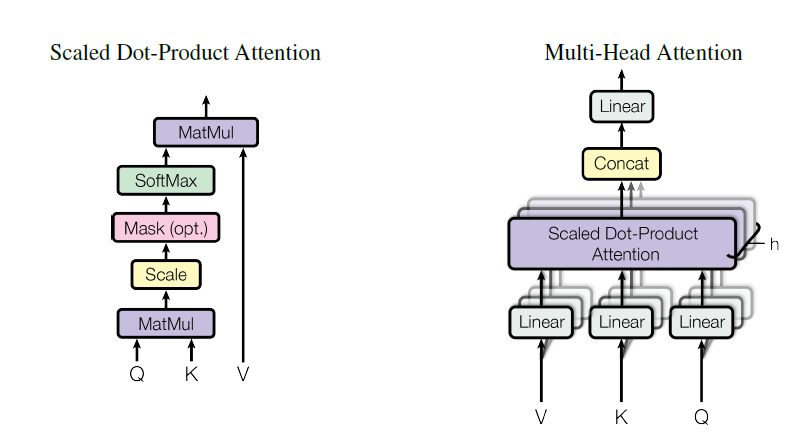 Scaled Dot-Product Attention
MatMul
SoftMax
Mask (opt.)
Scale
MatMul
Q K V
Multi-Head Attention
Linear
Concat
Scaled Dot-Product
Attention
h
Linear Linear Linear
V K Q